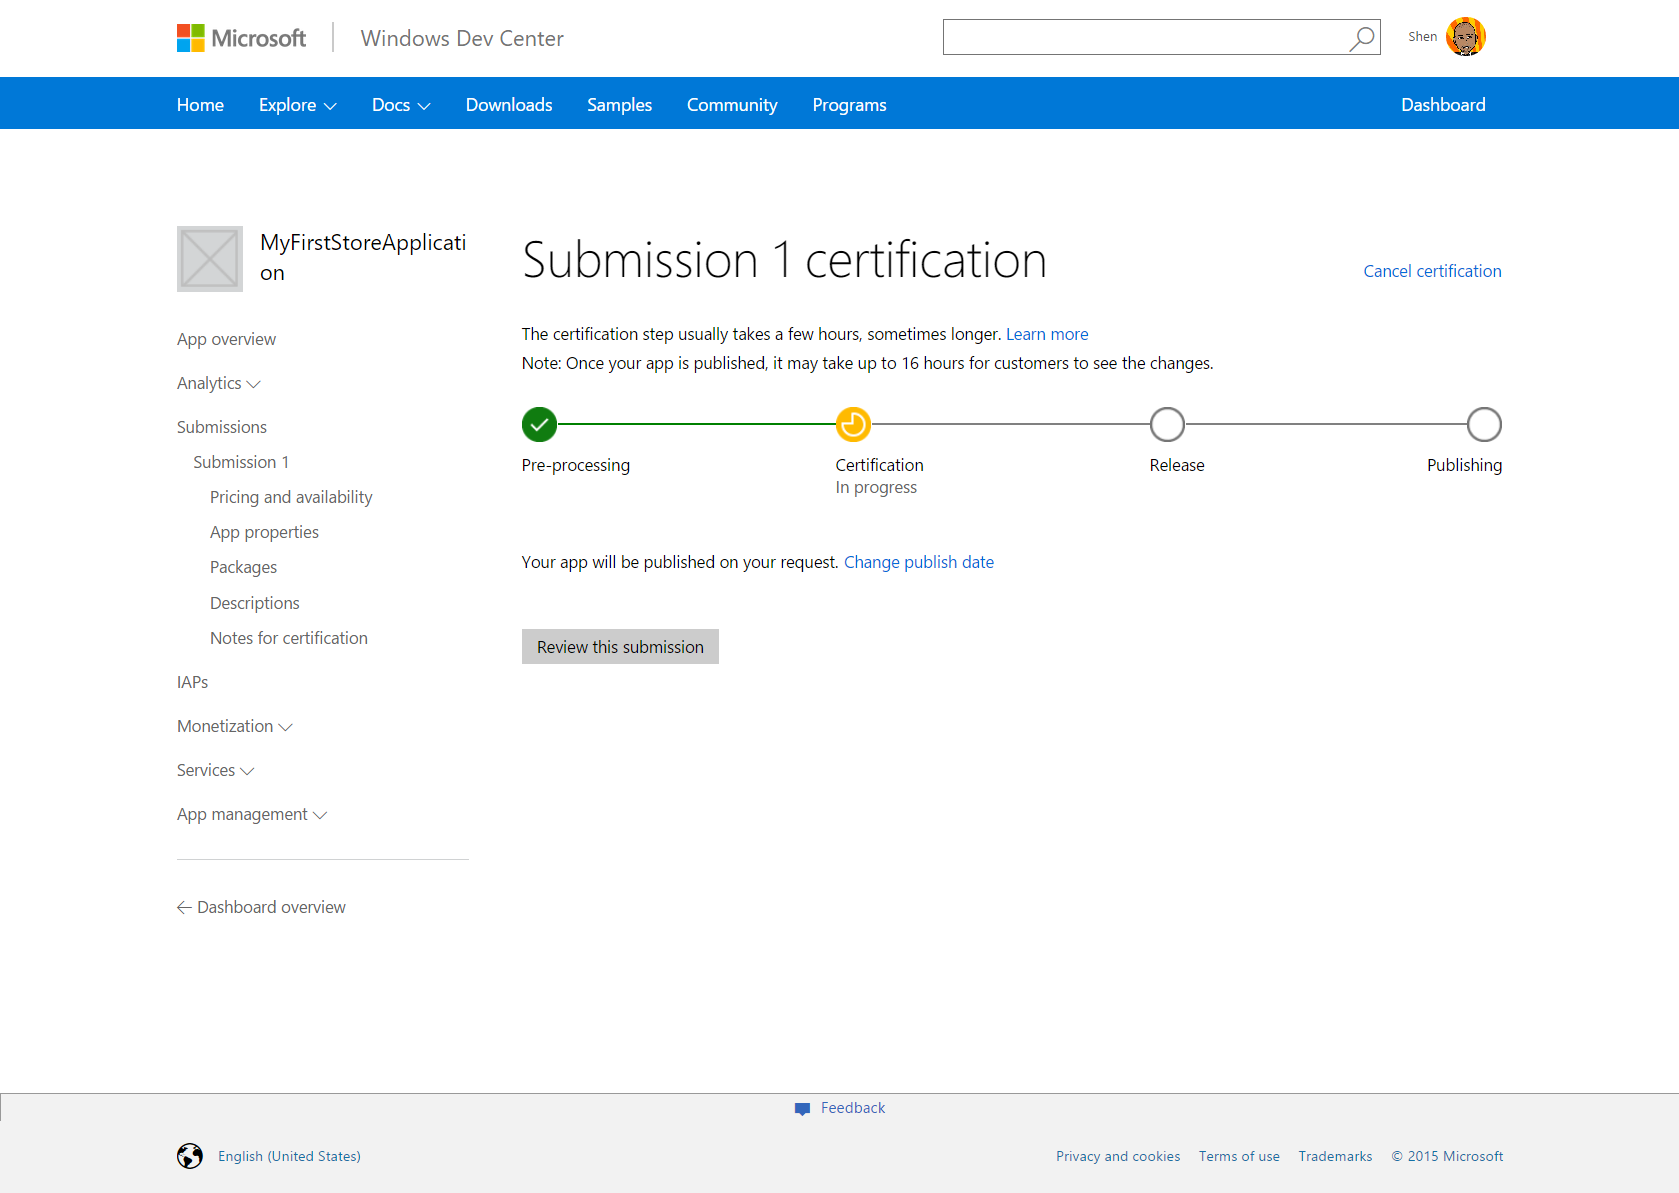 Microsoft
Windows Dev Center
Shen
Home Explore Docs Downloads Samples Community Programs Dashboard
MyFirstStoreApplicati
on
App overview
Analytics
Submissions
Submission 1
Pricing and availability
App properties
Packages
Descriptions
Notes for certification
IAPs
Monetization
Services
App management
Dashboard overview
Submission 1 certification
Cancel certification
The certification step usually takes a few hours, sometimes longer. Learn more
Note: Once your app is published, it may take up to 16 hours for customers to see the changes.
Pre-processing
Certification
In progress
Release
Publishing
Your app will be published on your request. Change publish date
Review this submission
Feedback
English (United States)
Privacy and cookies Terms of use Trademarks © 2015 Microsoft